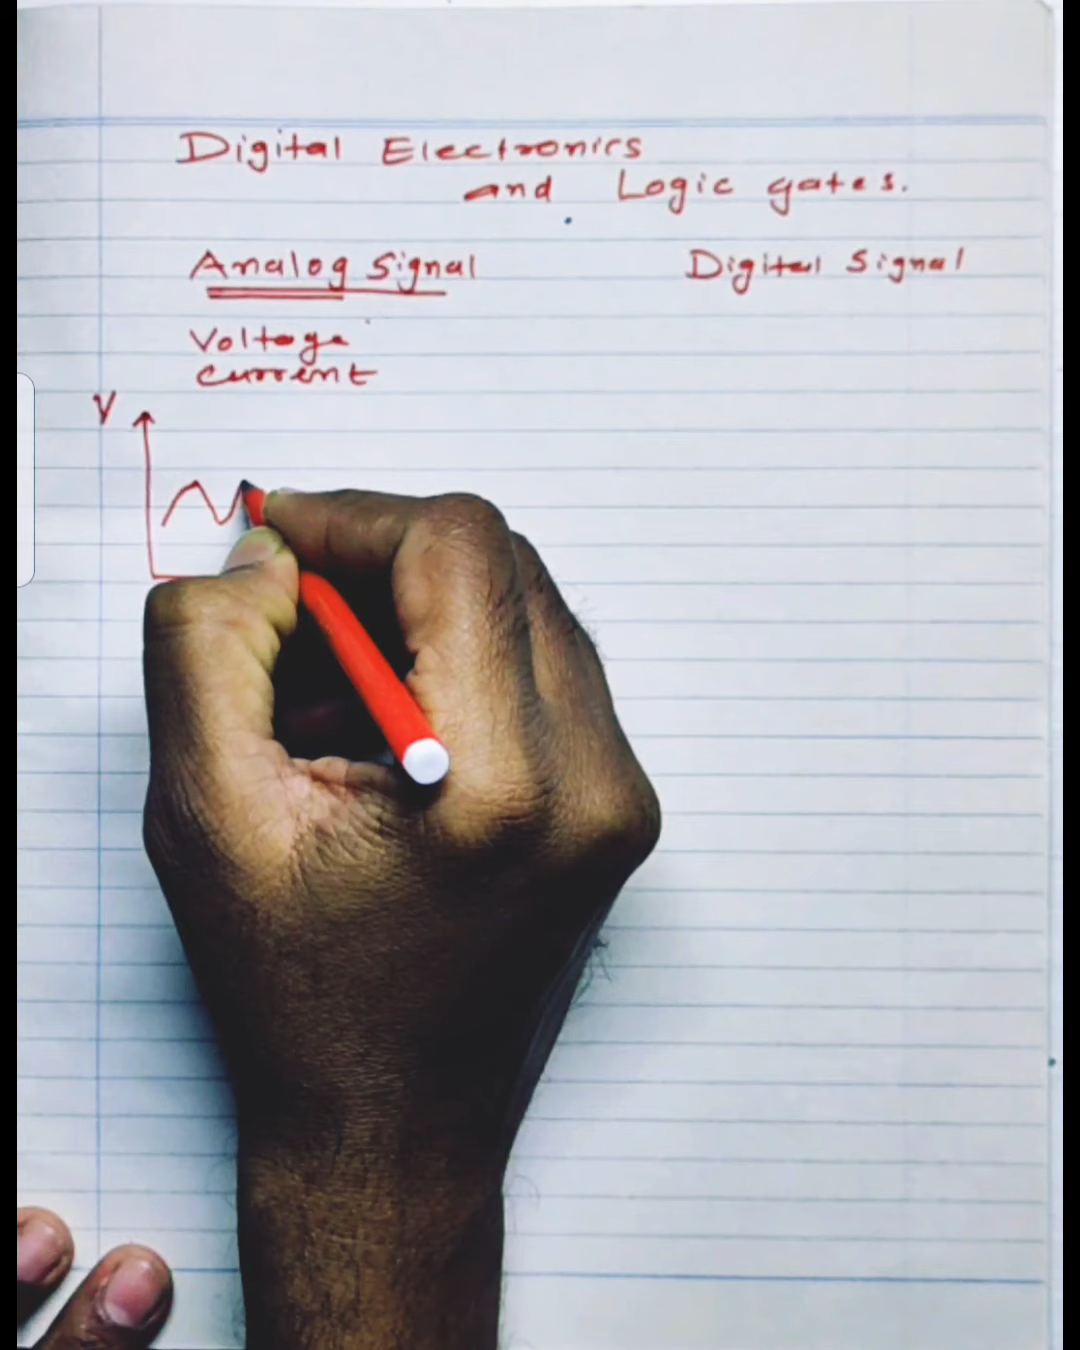 Digital Electronics
and Logic gates.
Analog Signal
Digital Signal
Voltage
current
V